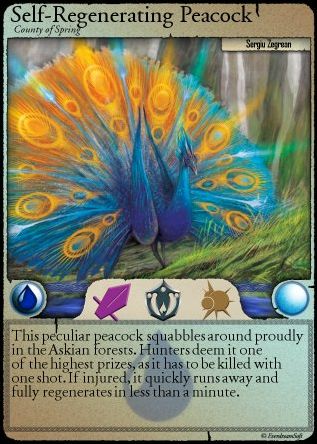 Self-Regenerating Peacock
County of Spring
Sergiu Zegrean
This peculiar peacock squabbles around proudly
in the Askian forests. Hunters deem it one
of the highest prizes, as it has to be killed with
one shot. If injured, it quickly runs away and
fully regenerates in less than a minute.
© EverdreamSoft